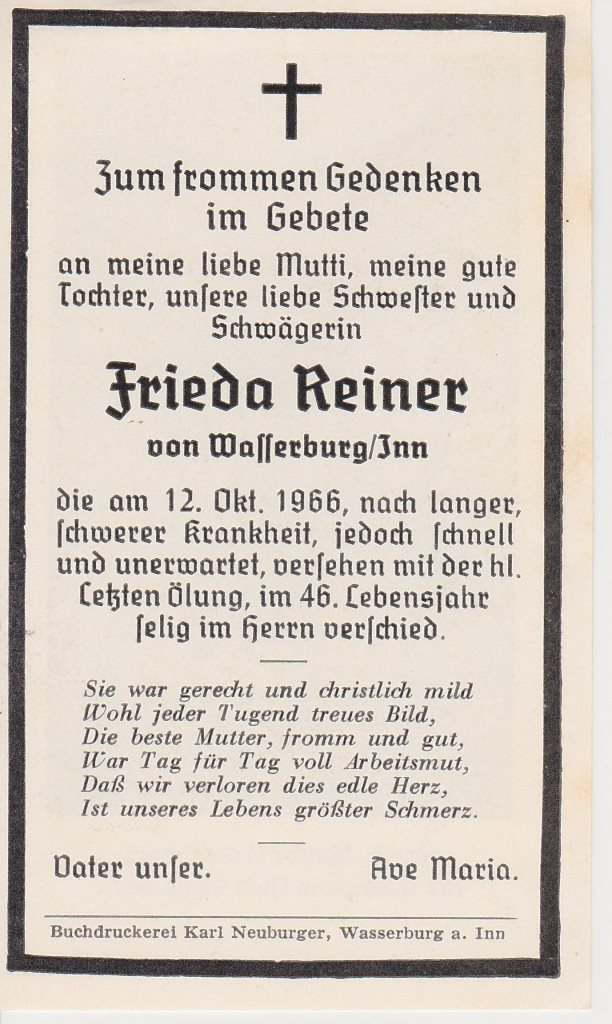 Zum frommen Gedenken
im Gebete
an meine liebe Mutti, meine gute
Tochter, unsere liebe Schwester und
Schwägerin
Frieda Reiner
von Wasserburg/Inn
die am 12. Okt. 1966, nach langer,
schwerer Krankheit, jedoch schnell
und unerwartet, versehen mit der hl.
Letzten Ölung, im 46. Lebensjahr
selig im Herrn verschied.
Sie war gerecht und christlich mild
Wohl jeder Tugend treues Bild,
Die beste Mutter, fromm und gut,
War Tag für Tag voll Arbeitsmut,
Daß wir verloren dies edle Herz,
Ist unseres Lebens größter Schmerz.
Vater unser. Ave Maria.
Buchdruckerei Karl Neuburger, Wasserburg a. Inn